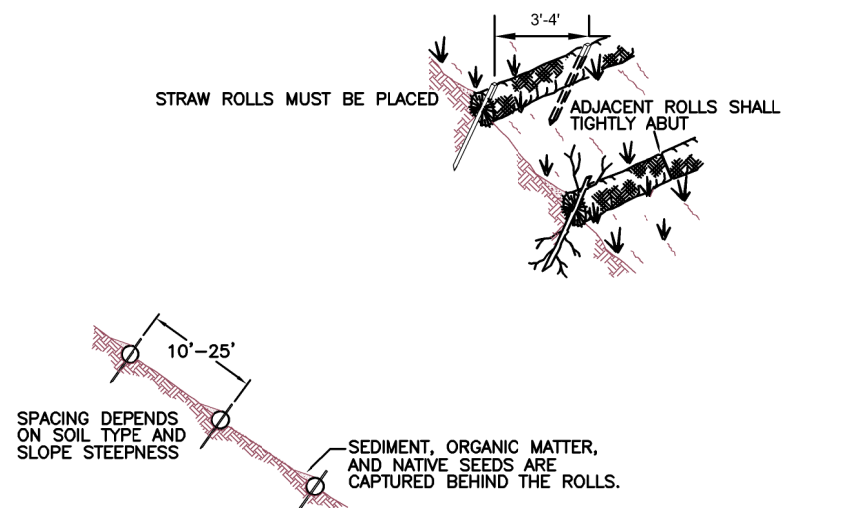 3'-4'
STRAW ROLLS MUST BE PLACED
ADJACENT ROLLS SHALL
TIGHTLY ABUT
10'-25'
SPACING DEPENDS
ON SOIL TYPE AND
SLOPE STEEPNESS
SEDIMENT, ORGANIC MATTER,
AND NATIVE SEEDS ARE
CAPTURED BEHIND THE ROLLS.